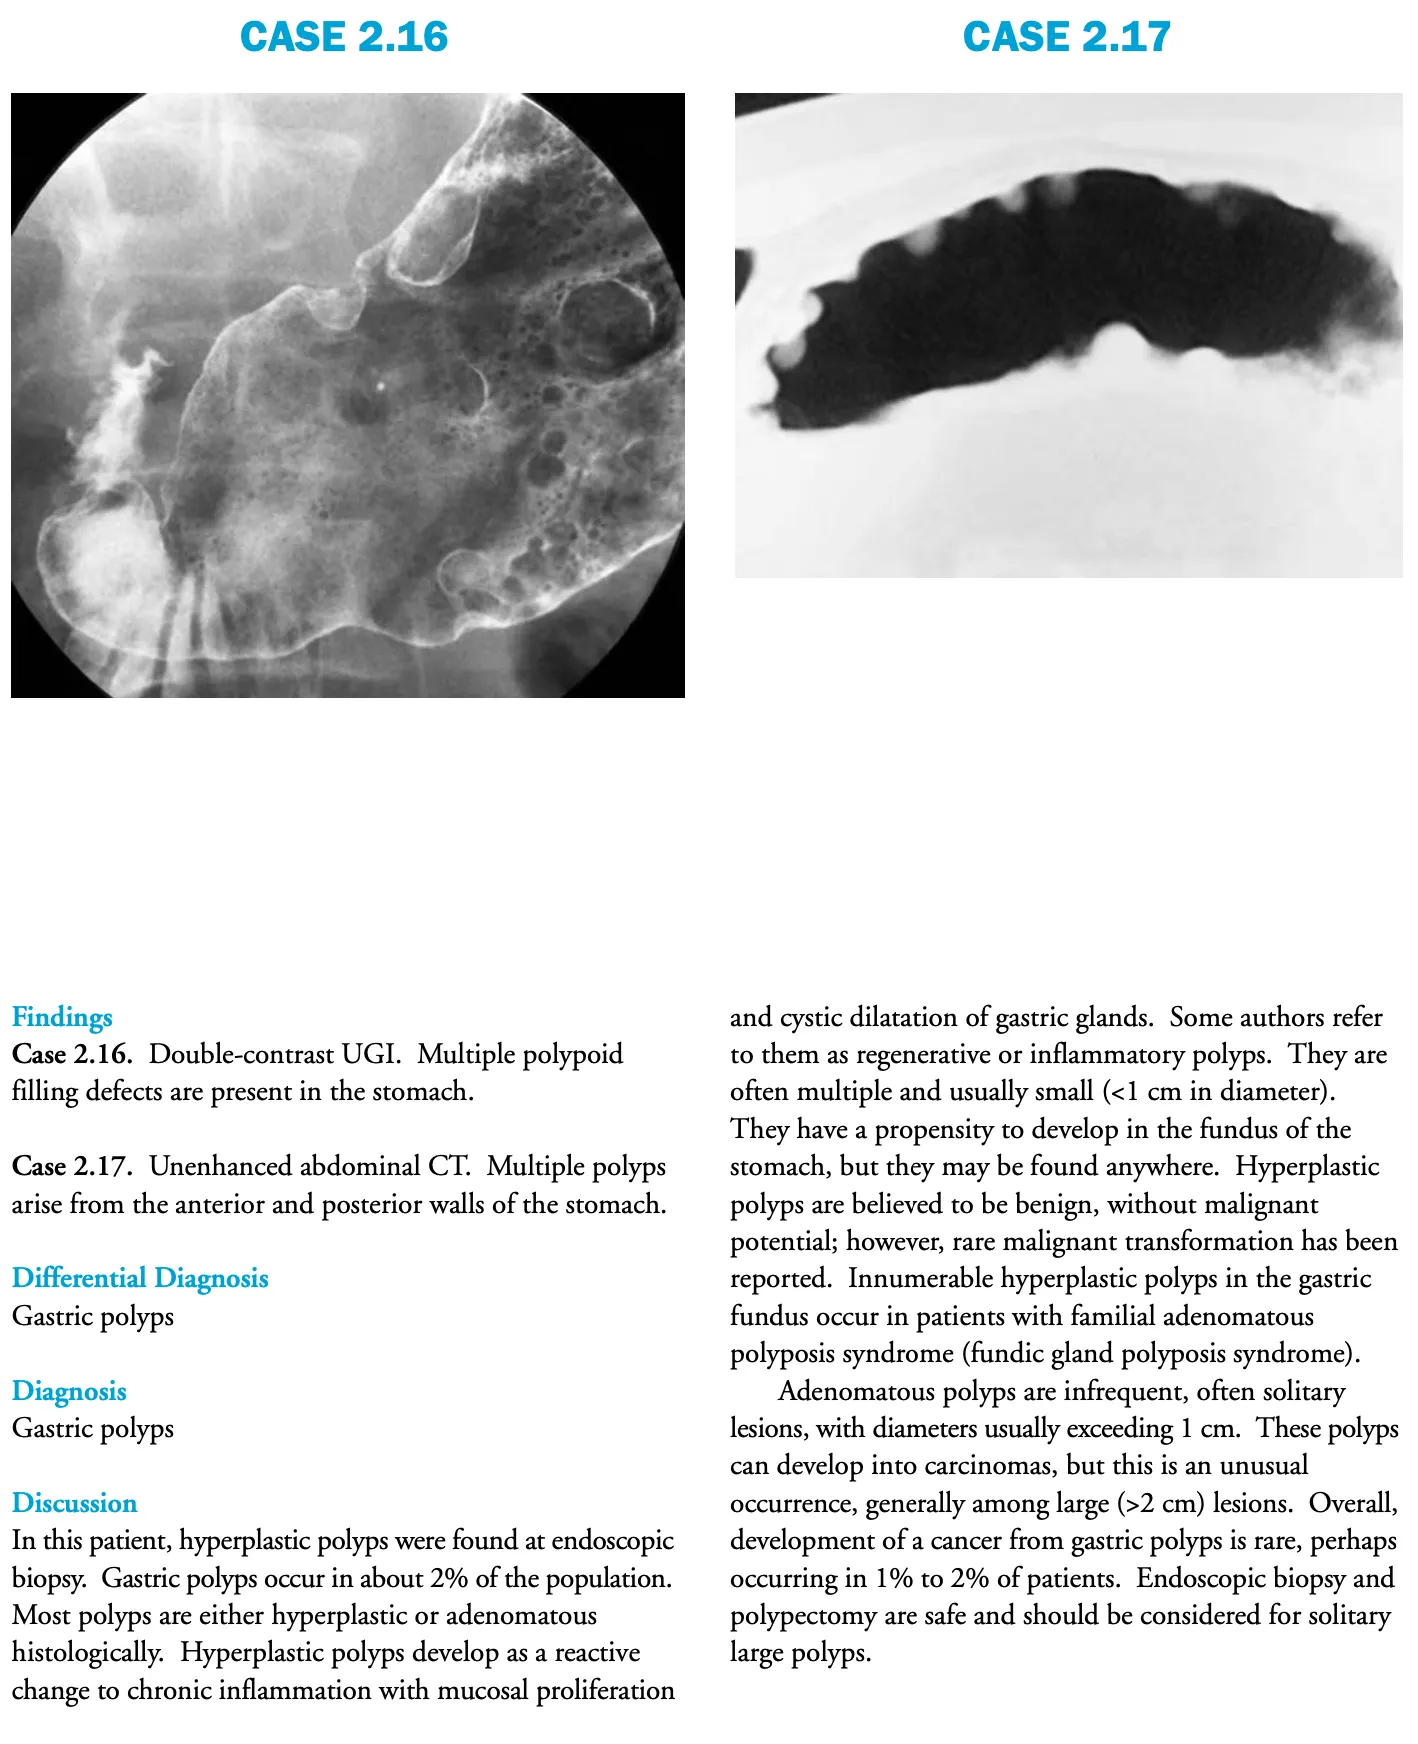 CASE 2.16
CASE 2.17
Findings
Case 2.16. Double-contrast UGI. Multiple polypoid
filling defects are present in the stomach.
Case 2.17. Unenhanced abdominal CT. Multiple polyps
arise from the anterior and posterior walls of the stomach.
Differential Diagnosis
Gastric polyps
Diagnosis
Gastric polyps
Discussion
In this patient, hyperplastic polyps were found at endoscopic
biopsy. Gastric polyps occur in about 2% of the population.
Most polyps are either hyperplastic or adenomatous
histologically. Hyperplastic polyps develop as a reactive
change to chronic inflammation with mucosal proliferation
and cystic dilatation of gastric glands. Some authors refer
to them as regenerative or inflammatory polyps. They are
often multiple and usually small (<1 cm in diameter).
They have a propensity to develop in the fundus of the
stomach, but they may be found anywhere. Hyperplastic
polyps are believed to be benign, without malignant
potential; however, rare malignant transformation has been
reported. Innumerable hyperplastic polyps in the gastric
fundus occur in patients with familial adenomatous
polyposis syndrome (fundic gland polyposis syndrome).
Adenomatous polyps are infrequent, often solitary
lesions, with diameters usually exceeding 1 cm. These polyps
can develop into carcinomas, but this is an unusual
occurrence, generally among large (>2 cm) lesions. Overall,
development of a cancer from gastric polyps is rare, perhaps
occurring in 1% to 2% of patients. Endoscopic biopsy and
polypectomy are safe and should be considered for solitary
large polyps.